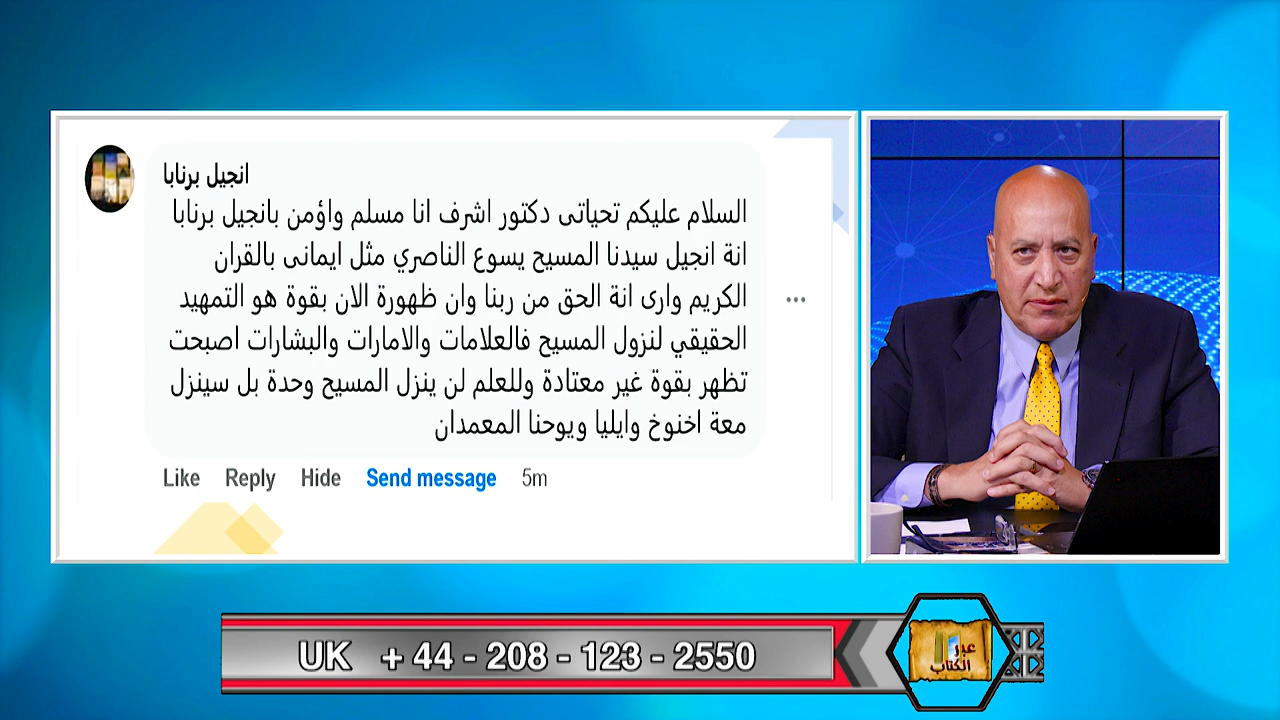 انجيل برنابا
السلام عليكم تحياتى دكتور اشرف انا مسلم واؤمن بانجيل برنابا
انة انجيل سيدنا المسيح يسوع الناصري مثل ايمانى بالقران
الكريم وارى انة الحق من ربنا وان ظهورة الان بقوة هو التمهيد
الحقيقي لنزول المسيح فالعلامات والامارات والبشارات اصبحت
تظهر بقوة غير معتادة وللعلم لن ينزل المسيح وحدة بل سينزل
معة اخنوخ وايليا ويوحنا المعمدان
Like Reply Hide Send message 5m
UK + 44 - 208 - 123 - 2550
عبر
الكتاب